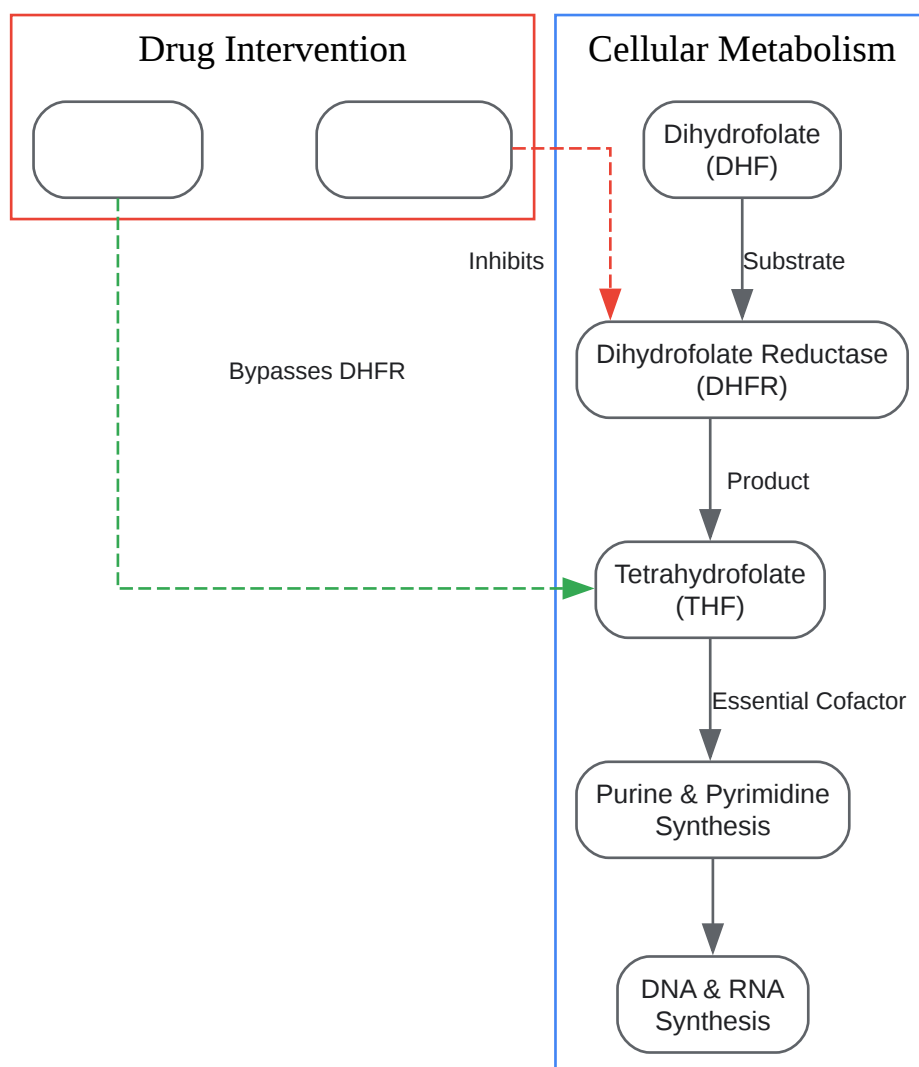 Drug Intervention
Cellular Metabolism
Dihydrofolate
(DHF)
Inhibits
Substrate
Dihydrofolate Reductase
(DHFR)
Bypasses DHFR
Product
Tetrahydrofolate
(THF)
Essential Cofactor
Purine & Pyrimidine
Synthesis
DNA & RNA
Synthesis